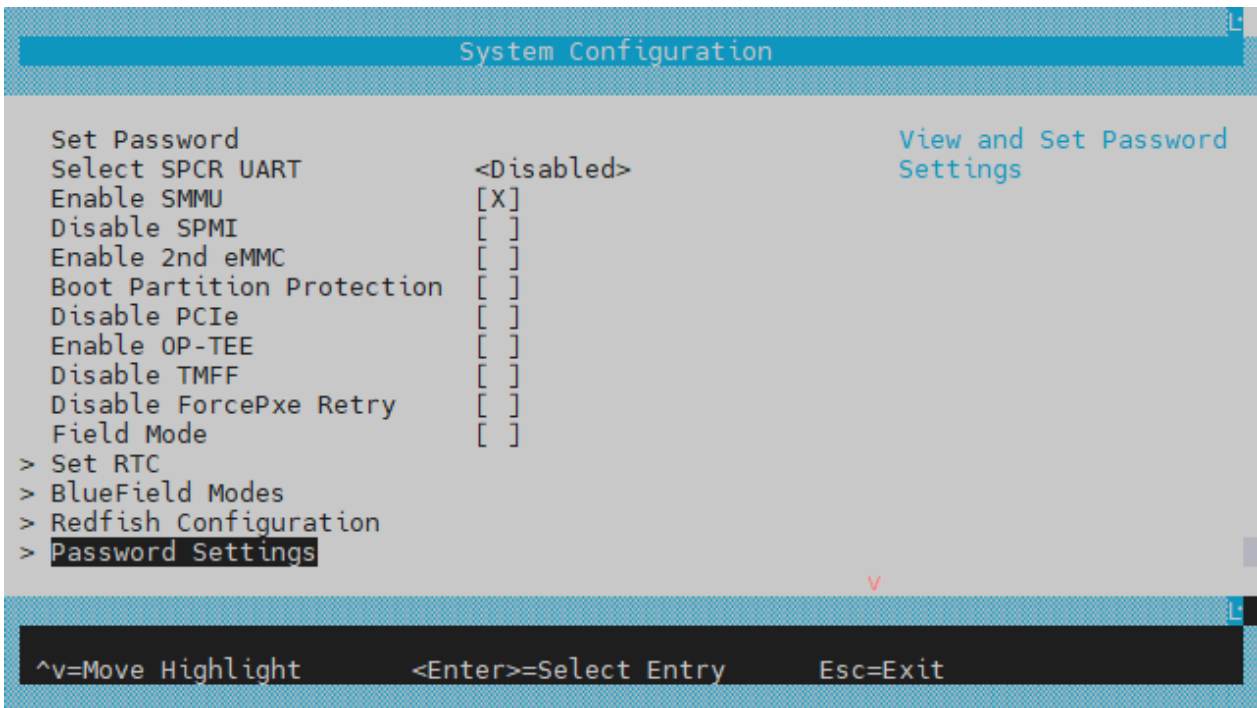 System Configuration
Set Password
Select SPCR UART <Disabled>
Enable SMMU [X]
Disable SPMI [ ]
Enable 2nd eMMC [ ]
Boot Partition Protection [ ]
Disable PCIe [ ]
Enable OP-TEE [ ]
Disable TMFF [ ]
Disable ForcePxe Retry [ ]
Field Mode [ ]
> Set RTC
> BlueField Modes
> Redfish Configuration
> Password Settings
View and Set Password
Settings
v
^v=Move Highlight <Enter>=Select Entry Esc=Exit